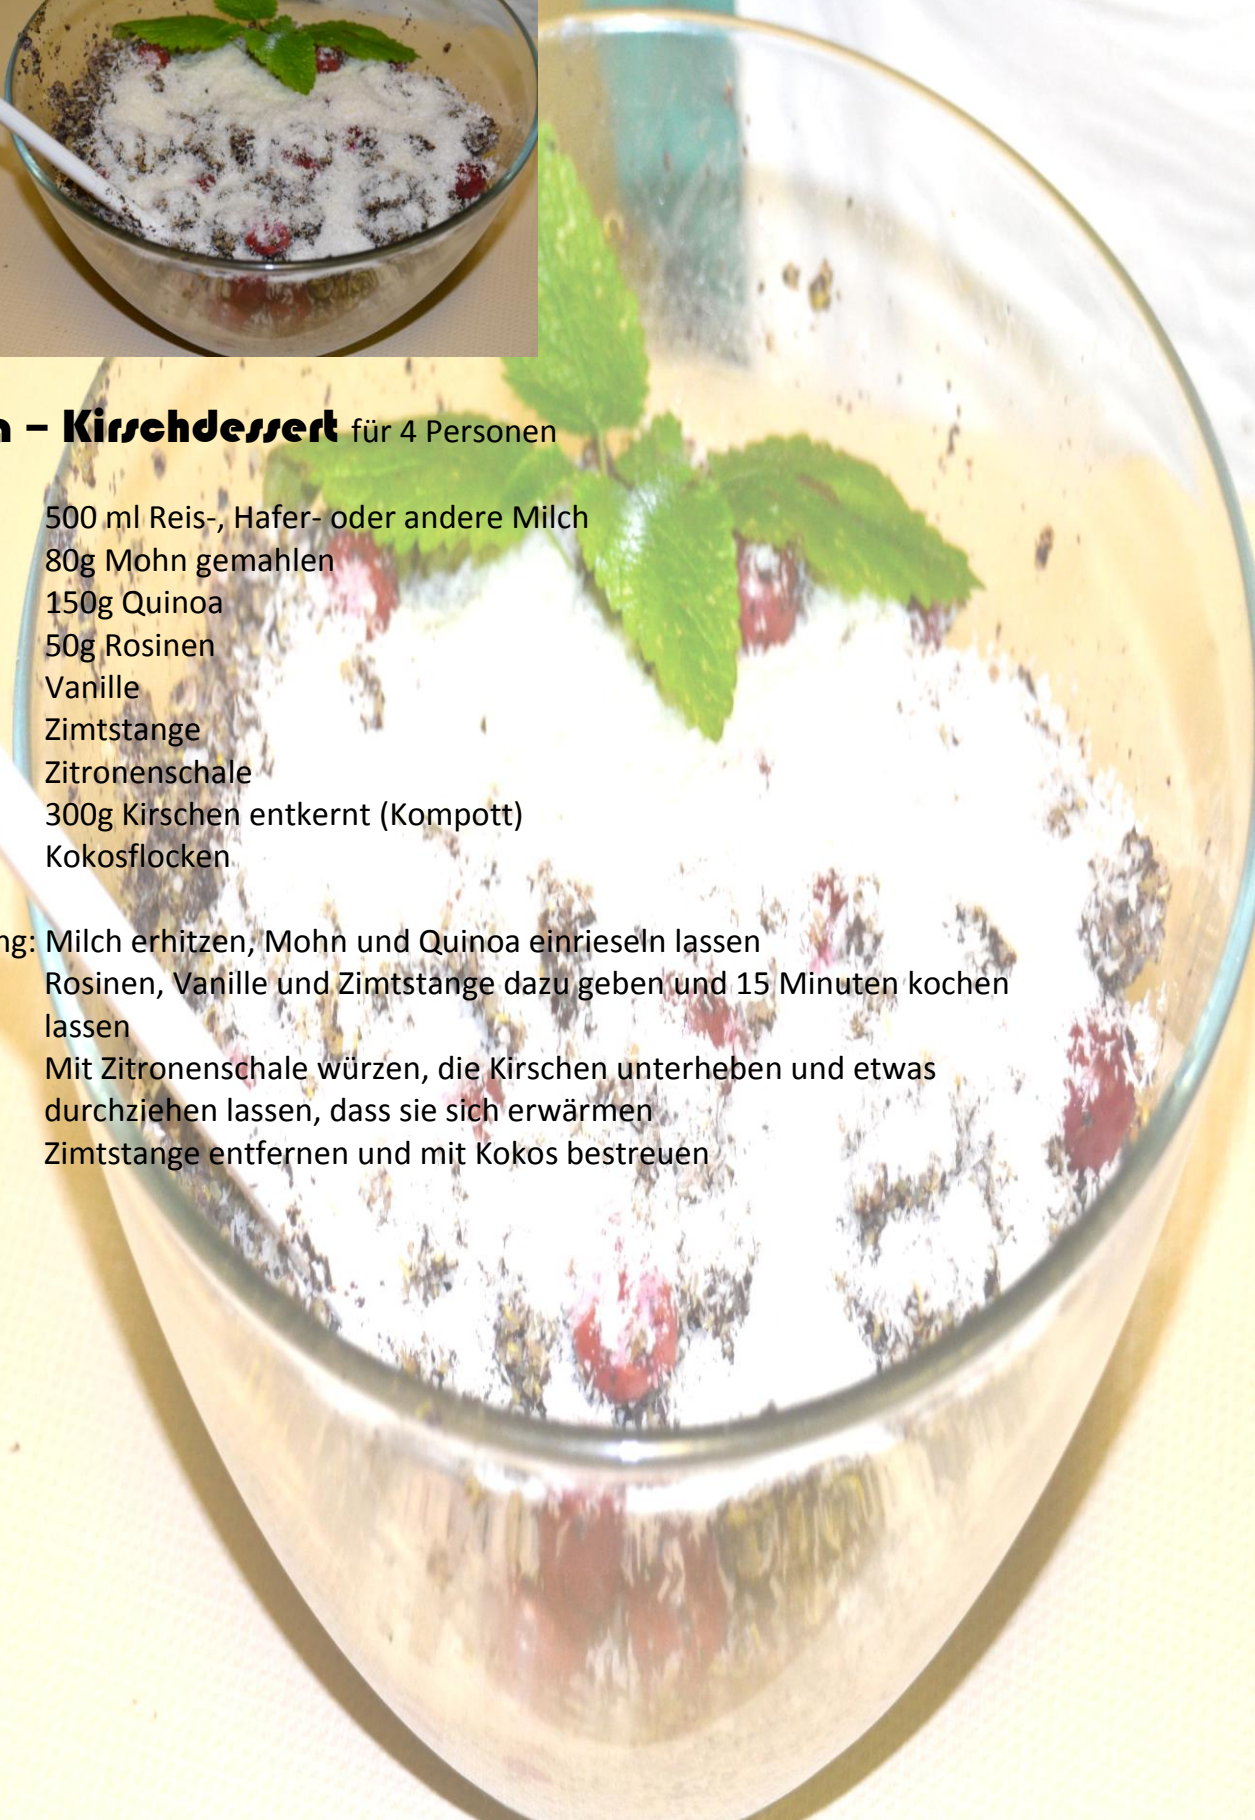 – Kirschdessert für 4 Personen
500 ml Reis-, Hafer- oder andere Milch
80g Mohn gemahlen
150g Quinoa
50g Rosinen
Vanille
Zimtstange
Zitronenschale
300g Kirschen entkernt (Kompott)
Kokosflocken
ng: Milch erhitzen, Mohn und Quinoa einrieseln lassen
Rosinen, Vanille und Zimtstange dazu geben und 15 Minuten kochen
lassen
Mit Zitronenschale würzen, die Kirschen unterheben und etwas
durchziehen lassen, dass sie sich erwärmen
Zimtstange entfernen und mit Kokos bestreuen